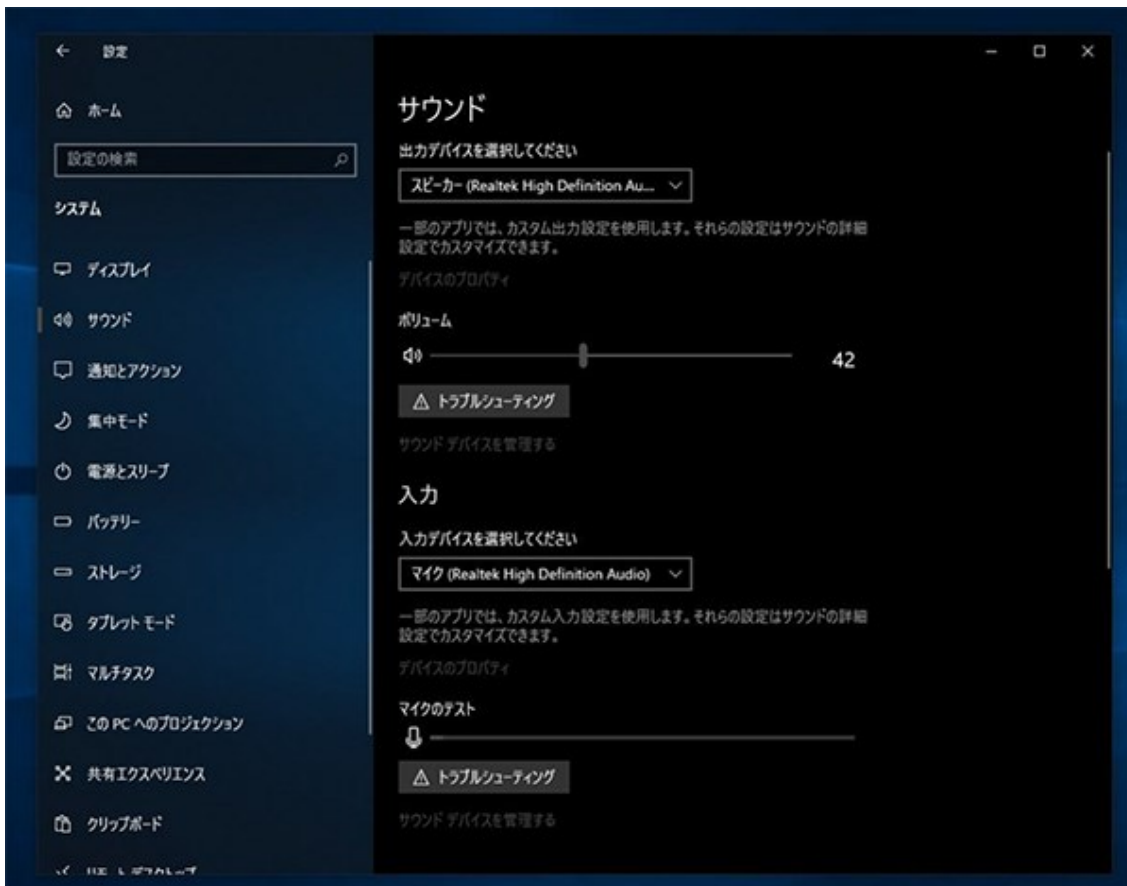 設定
ホーム
設定の検索
システム
ディスプレイ
サウンド
通知とアクション
集中モード
電源とスリープ
バッテリー
ストレージ
タブレット モード
マルチタスク
この PC へのプロジェクション
共有エクスペリエンス
クリップボード
リモート デスクトップ
サウンド
出力デバイスを選択してください
スピーカー (Realtek High Definition Au...
一部のアプリでは、カスタム出力設定を使用します。それらの設定はサウンドの詳細
設定でカスタマイズできます。
デバイスのプロパティ
ボリューム
42
トラブルシューティング
サウンド デバイスを管理する
入力
入力デバイスを選択してください
マイク (Realtek High Definition Audio)
一部のアプリでは、カスタム入力設定を使用します。それらの設定はサウンドの詳細
設定でカスタマイズできます。
デバイスのプロパティ
マイクのテスト
トラブルシューティング
サウンド デバイスを管理する